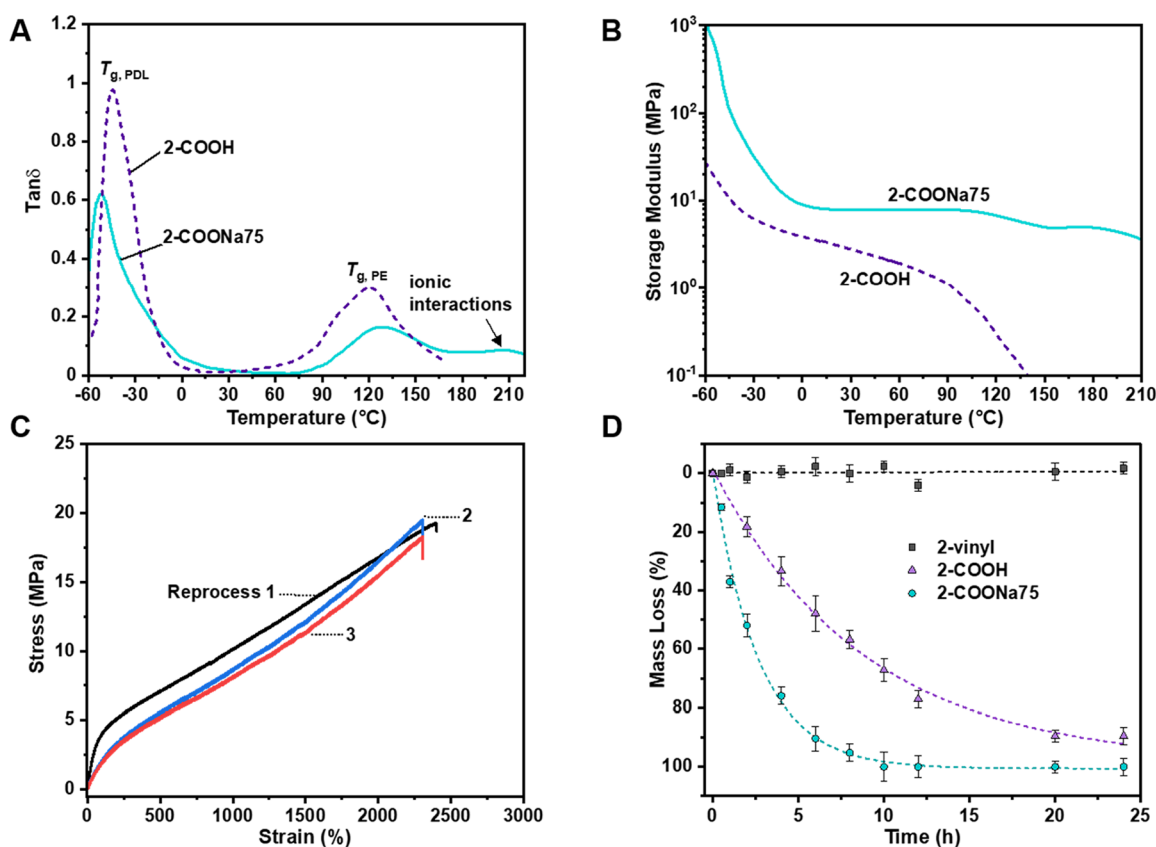 A
Tanδ
1.2
1
0.8
0.6
0.4
0.2
0
Tg, PDL
2-COOH
2-COONa75
Tg, PE
ionic
interactions
-60 -30 0 30 60 90 120 150 180 210
Temperature (°C)
B
Storage Modulus (MPa)
10³
10²
10¹
10⁰
10⁻¹
2-COONa75
2-COOH
-60 -30 0 30 60 90 120 150 180 210
Temperature (°C)
C
Stress (MPa)
25
20
15
10
5
0
2
Reprocess 1
3
0 500 1000 1500 2000 2500 3000
Strain (%)
D
Mass Loss (%)
0
20
40
60
80
100
2-vinyl
2-COOH
2-COONa75
0 5 10 15 20 25
Time (h)